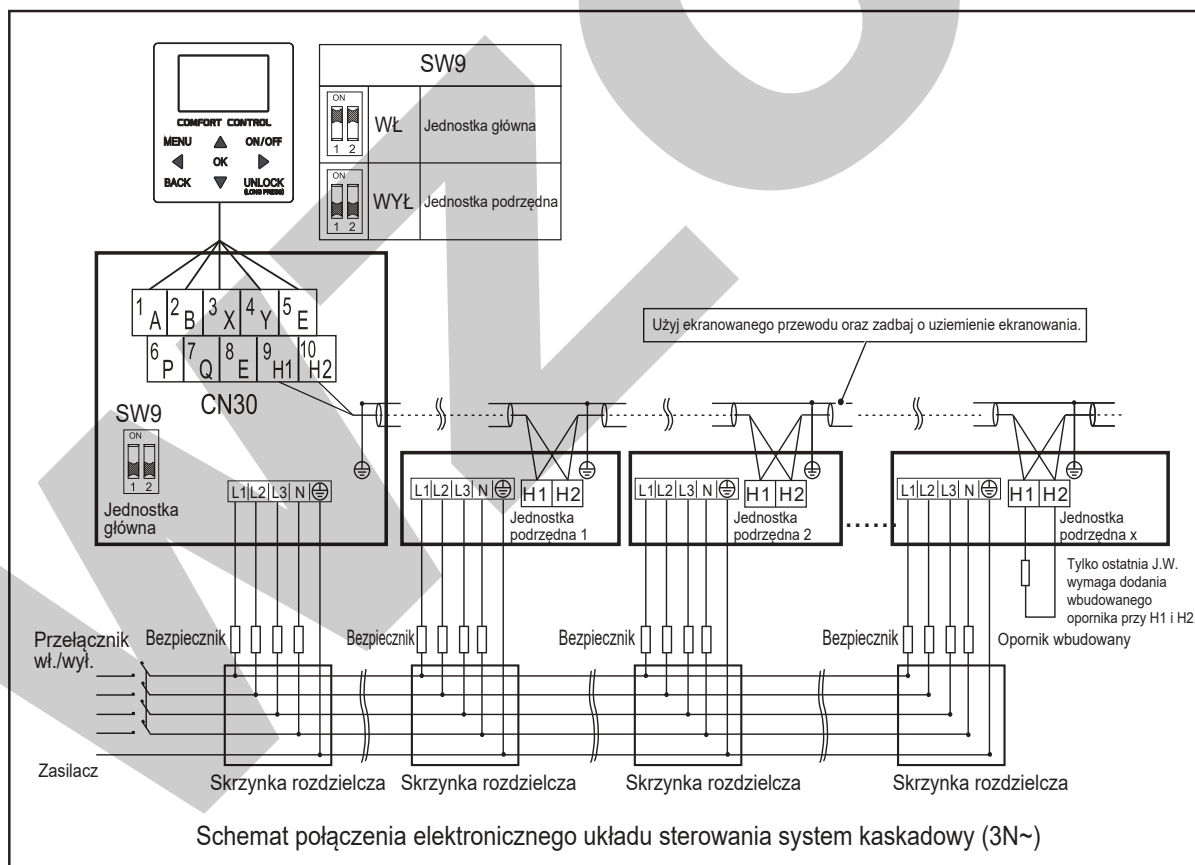 COMFORT CONTROL
MENU ON/OFF
OK
BACK UNLOCK
(LONG PRESS)
SW9
ON
1 2
WŁ
Jednostka główna
ON
1 2
WYŁ
Jednostka podrzędna
1 A 2 B 3 X 4 Y 5 E
6 P 7 Q 8 E 9 H1 10 H2
CN30
SW9
ON
1 2
Jednostka
główna
L1 L2 L3 N
Użyj ekranowanego przewodu oraz zadbaj o uziemienie ekranowania.
L1 L2 L3 N
H1 H2
Jednostka
podrzędna 1
L1 L2 L3 N
H1 H2
Jednostka
podrzędna 2
......
L1 L2 L3 N
H1 H2
Jednostka
podrzędna x
Tylko ostatnia J.W.
wymaga dodania
wbudowanego
opornika przy H1 i H2.
Opornik wbudowany
Przełącznik
wł./wył.
Bezpiecznik
Bezpiecznik
Bezpiecznik
Bezpiecznik
Zasilacz
Skrzynka rozdzielcza
Skrzynka rozdzielcza
Skrzynka rozdzielcza
Skrzynka rozdzielcza
Schemat połączenia elektronicznego układu sterowania system kaskadowy (3N~)